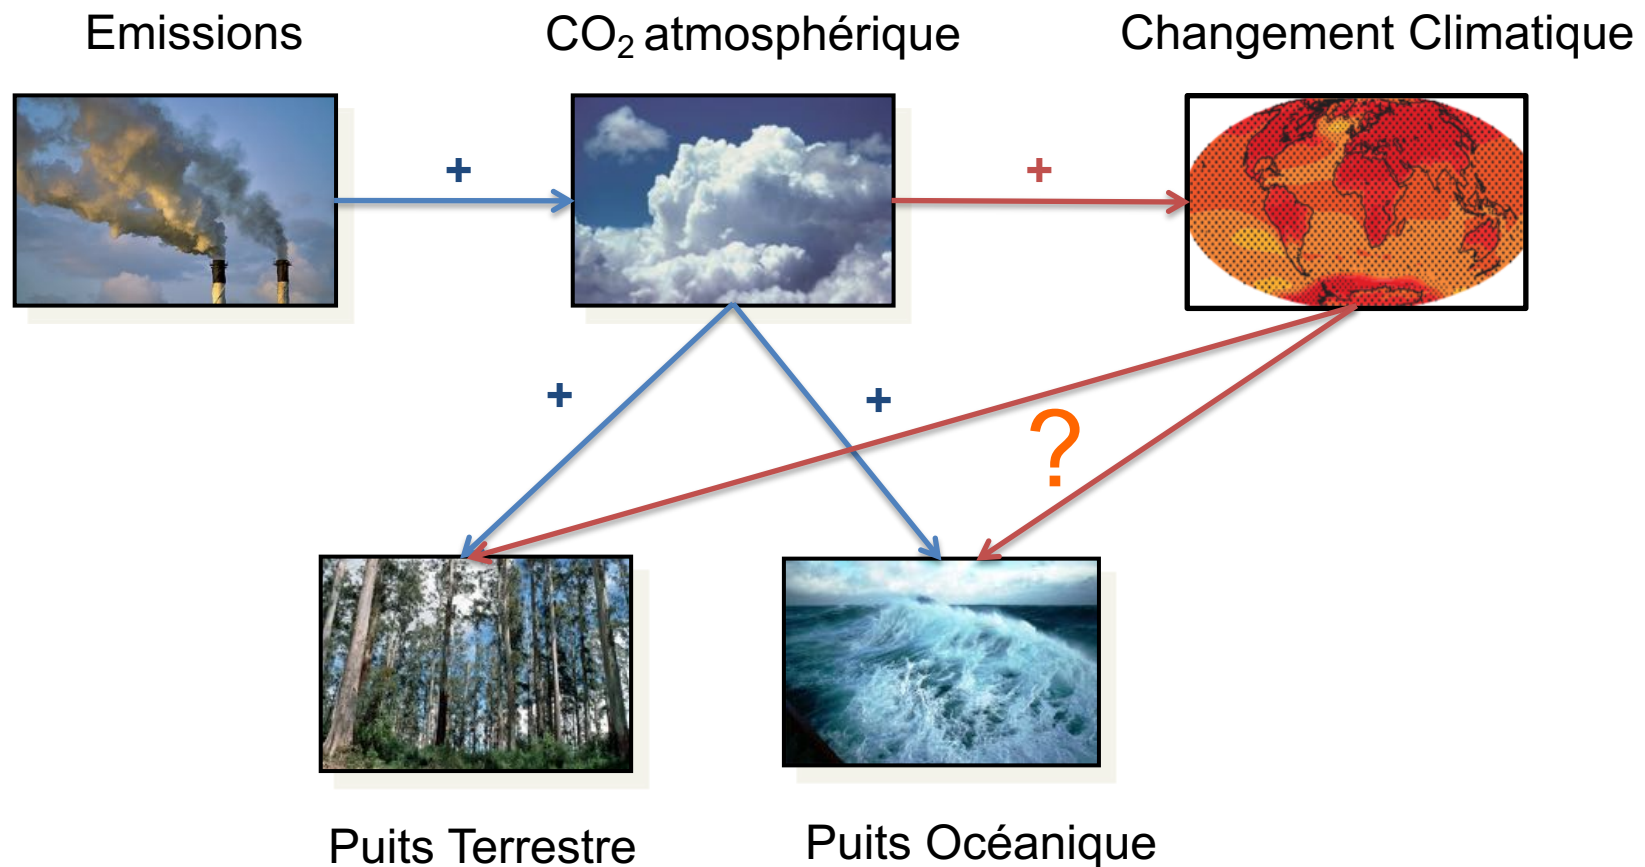 Emissions
CO₂ atmosphérique
Changement Climatique
+
+
+
+
?
Puits Terrestre
Puits Océanique